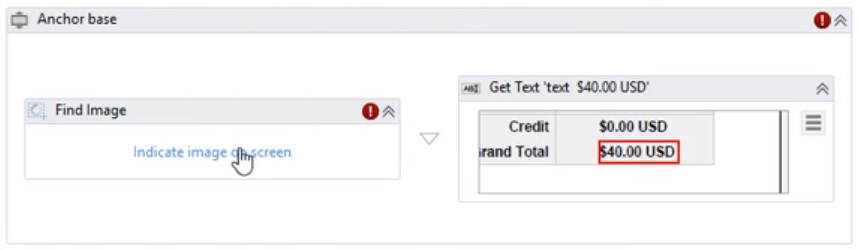 Anchor base
Find Image
Indicate image on screen
Get Text 'text $40.00 USD'
Credit $0.00 USD
rand Total $40.00 USD